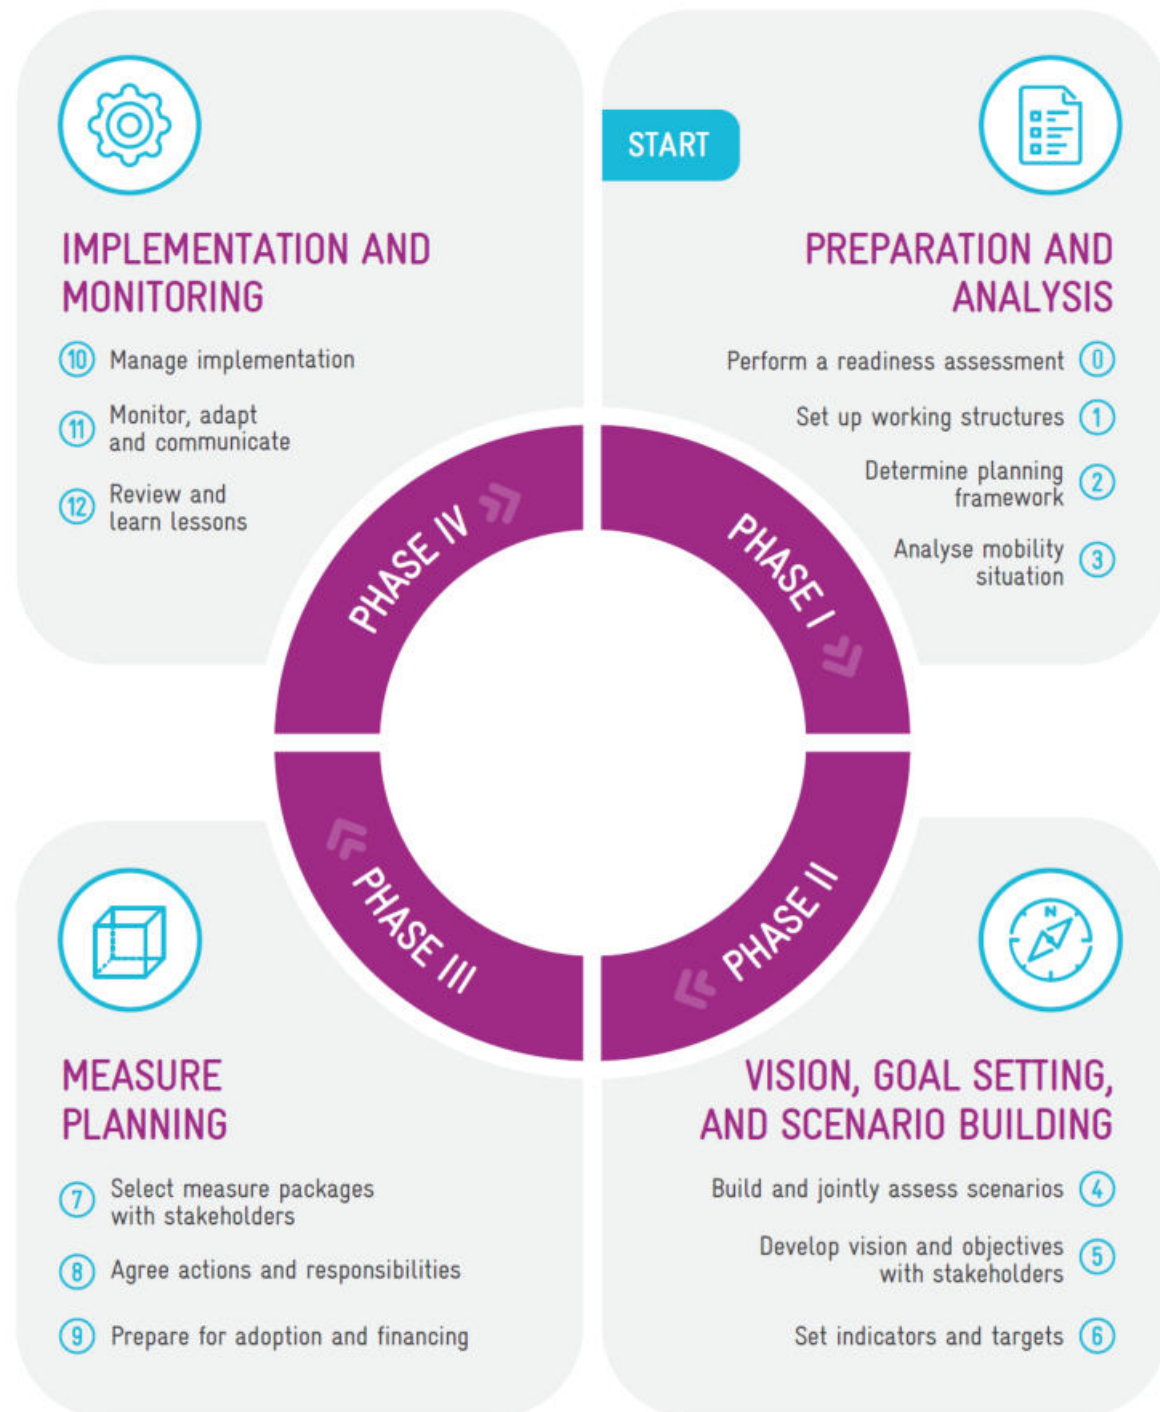 START
PREPARATION AND
ANALYSIS
Perform a readiness assessment 0
Set up working structures 1
Determine planning
framework 2
Analyse mobility
situation 3
PHASE I
PHASE II
N
VISION, GOAL SETTING,
AND SCENARIO BUILDING
Build and jointly assess scenarios 4
Develop vision and objectives
with stakeholders 5
Set indicators and targets 6
PHASE III
MEASURE
PLANNING
7 Select measure packages
with stakeholders
8 Agree actions and responsibilities
9 Prepare for adoption and financing
PHASE IV
IMPLEMENTATION AND
MONITORING
10 Manage implementation
11 Monitor, adapt
and communicate
12 Review and
learn lessons